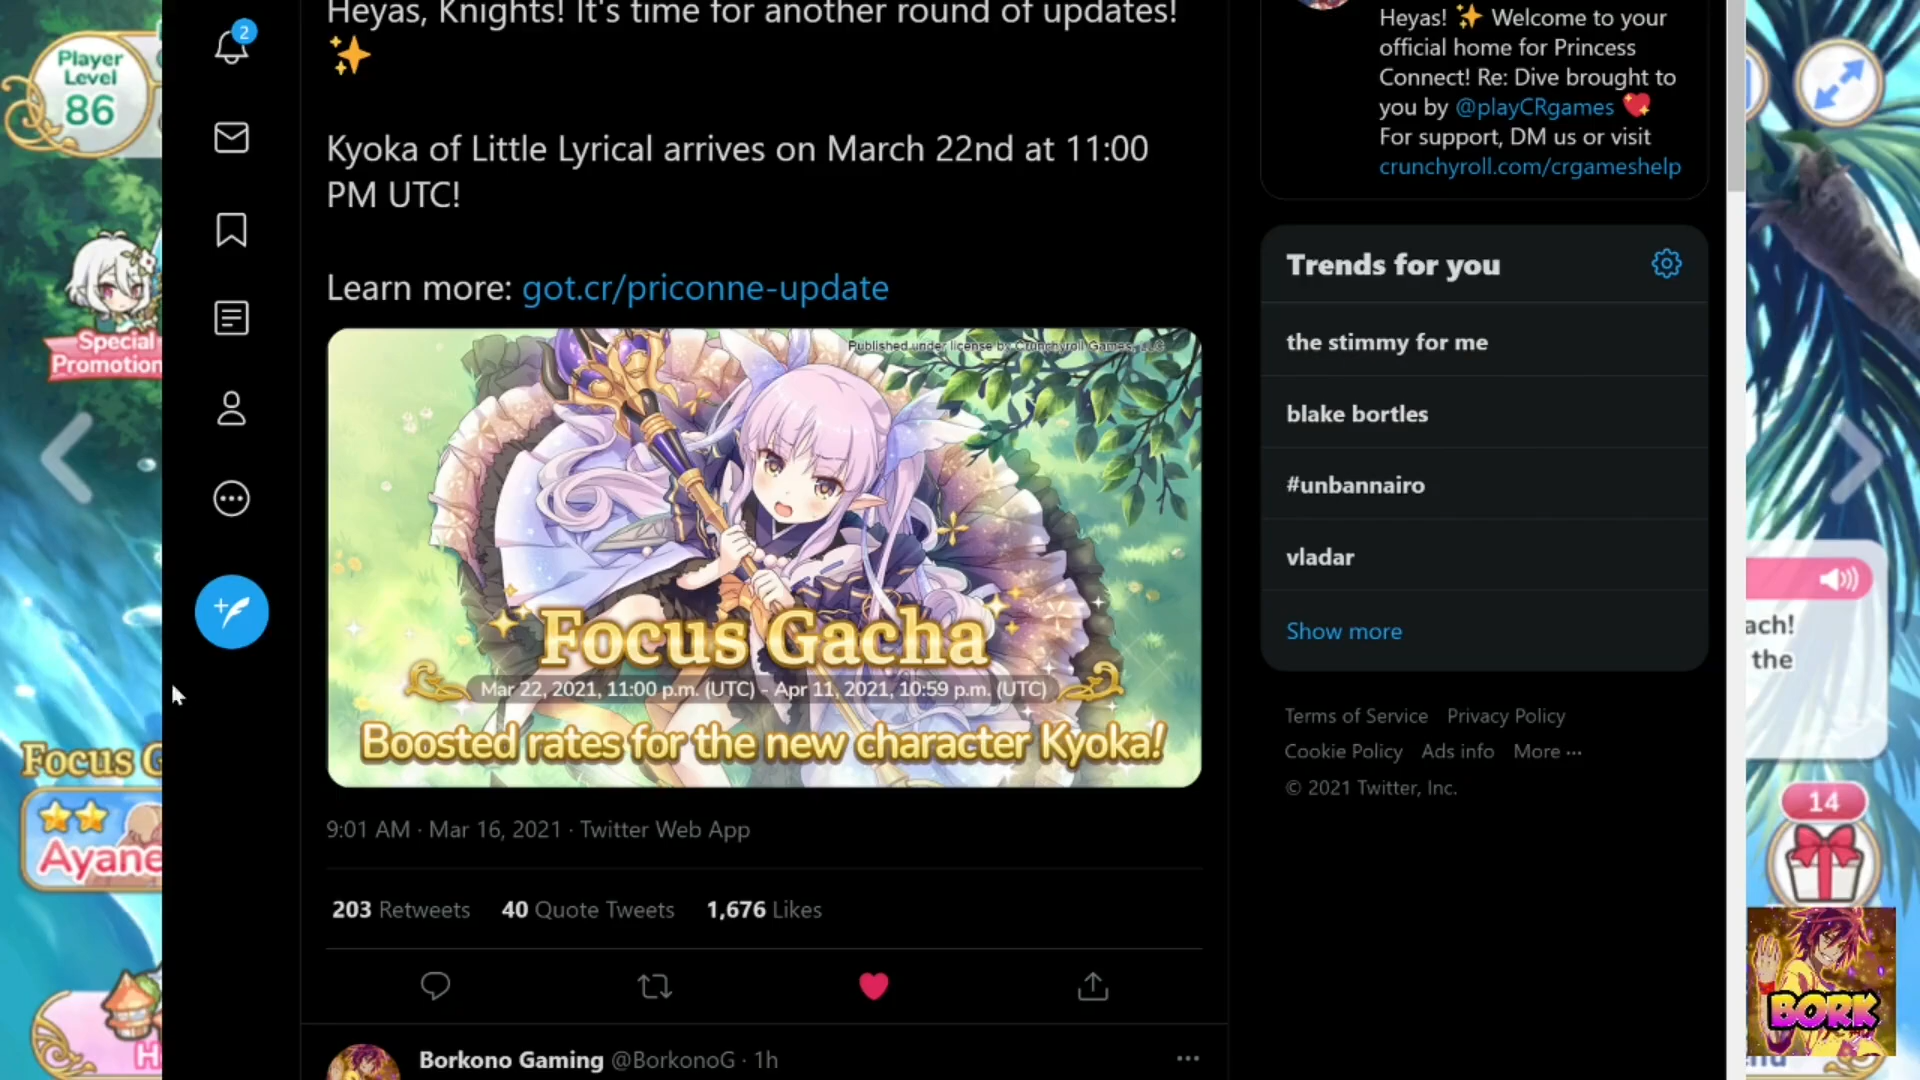 Player
Level
86
Special
Promotion
Focus G
Ayane
2
Heyas, Knights! It's time for another round of updates!
✨
Kyoka of Little Lyrical arrives on March 22nd at 11:00
PM UTC!
Learn more: got.cr/priconne-update
Published under license by Crunchyroll Games, LLC
Focus Gacha
Mar 22, 2021, 11:00 p.m. (UTC) - Apr 11, 2021, 10:59 p.m. (UTC)
Boosted rates for the new character Kyoka!
9:01 AM · Mar 16, 2021 · Twitter Web App
203 Retweets 40 Quote Tweets 1,676 Likes
Borkono Gaming @BorkonoG · 1h
Heyas! ✨ Welcome to your
official home for Princess
Connect! Re: Dive brought to
you by @playCRgames 💖
For support, DM us or visit
crunchyroll.com/crgameshelp
Trends for you
the stimmy for me
blake bortles
#unbannairo
vladar
Show more
Terms of Service Privacy Policy
Cookie Policy Ads info More ···
© 2021 Twitter, Inc.
ach!
the
14
BORK